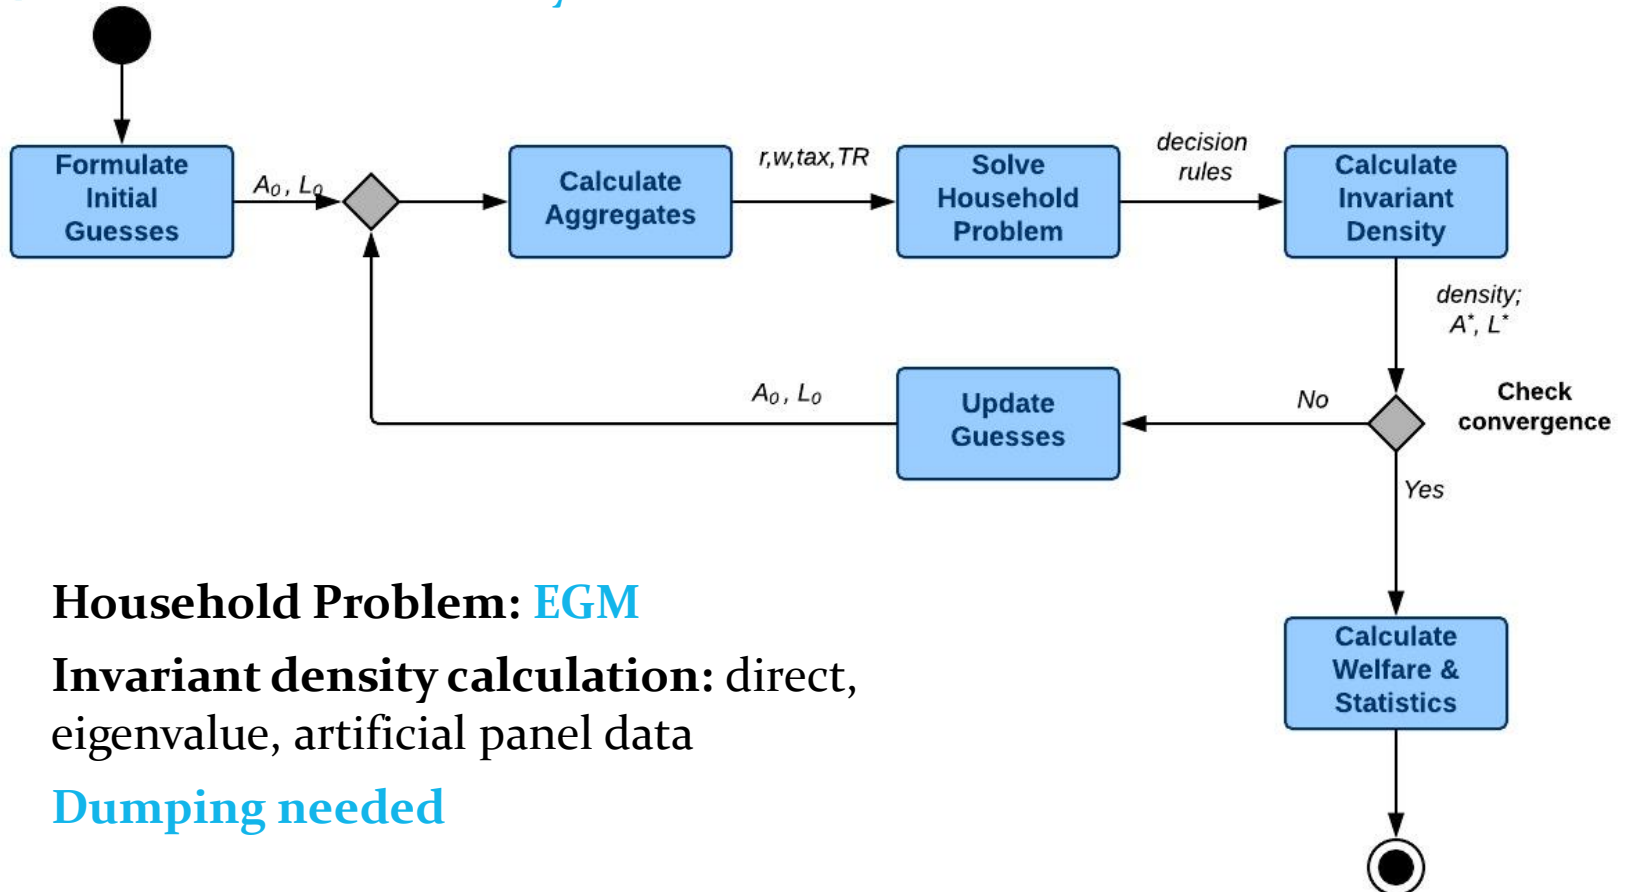 Formulate
Initial
Guesses
A₀ , L₀
Calculate
Aggregates
r,w,tax,TR
Solve
Household
Problem
decision
rules
Calculate
Invariant
Density
density;
A*, L*
Check
convergence
No
Update
Guesses
A₀ , L₀
Yes
Calculate
Welfare &
Statistics
Household Problem: EGM
Invariant density calculation: direct,
eigenvalue, artificial panel data
Dumping needed